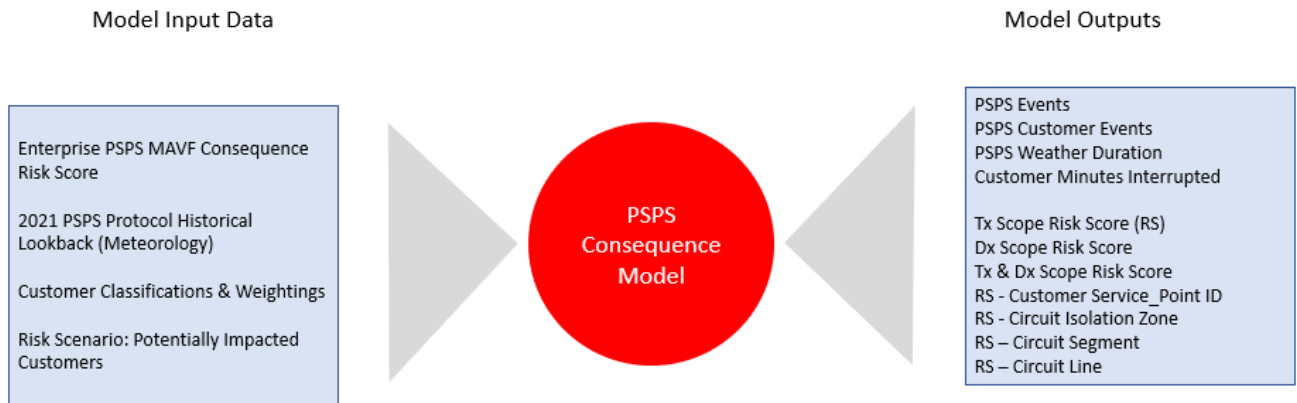 Model Input Data
Model Outputs
Enterprise PSPS MAVF Consequence
Risk Score
2021 PSPS Protocol Historical
Lookback (Meteorology)
Customer Classifications & Weightings
Risk Scenario: Potentially Impacted
Customers
PSPS
Consequence
Model
PSPS Events
PSPS Customer Events
PSPS Weather Duration
Customer Minutes Interrupted
Tx Scope Risk Score (RS)
Dx Scope Risk Score
Tx & Dx Scope Risk Score
RS - Customer Service_Point ID
RS - Circuit Isolation Zone
RS – Circuit Segment
RS – Circuit Line